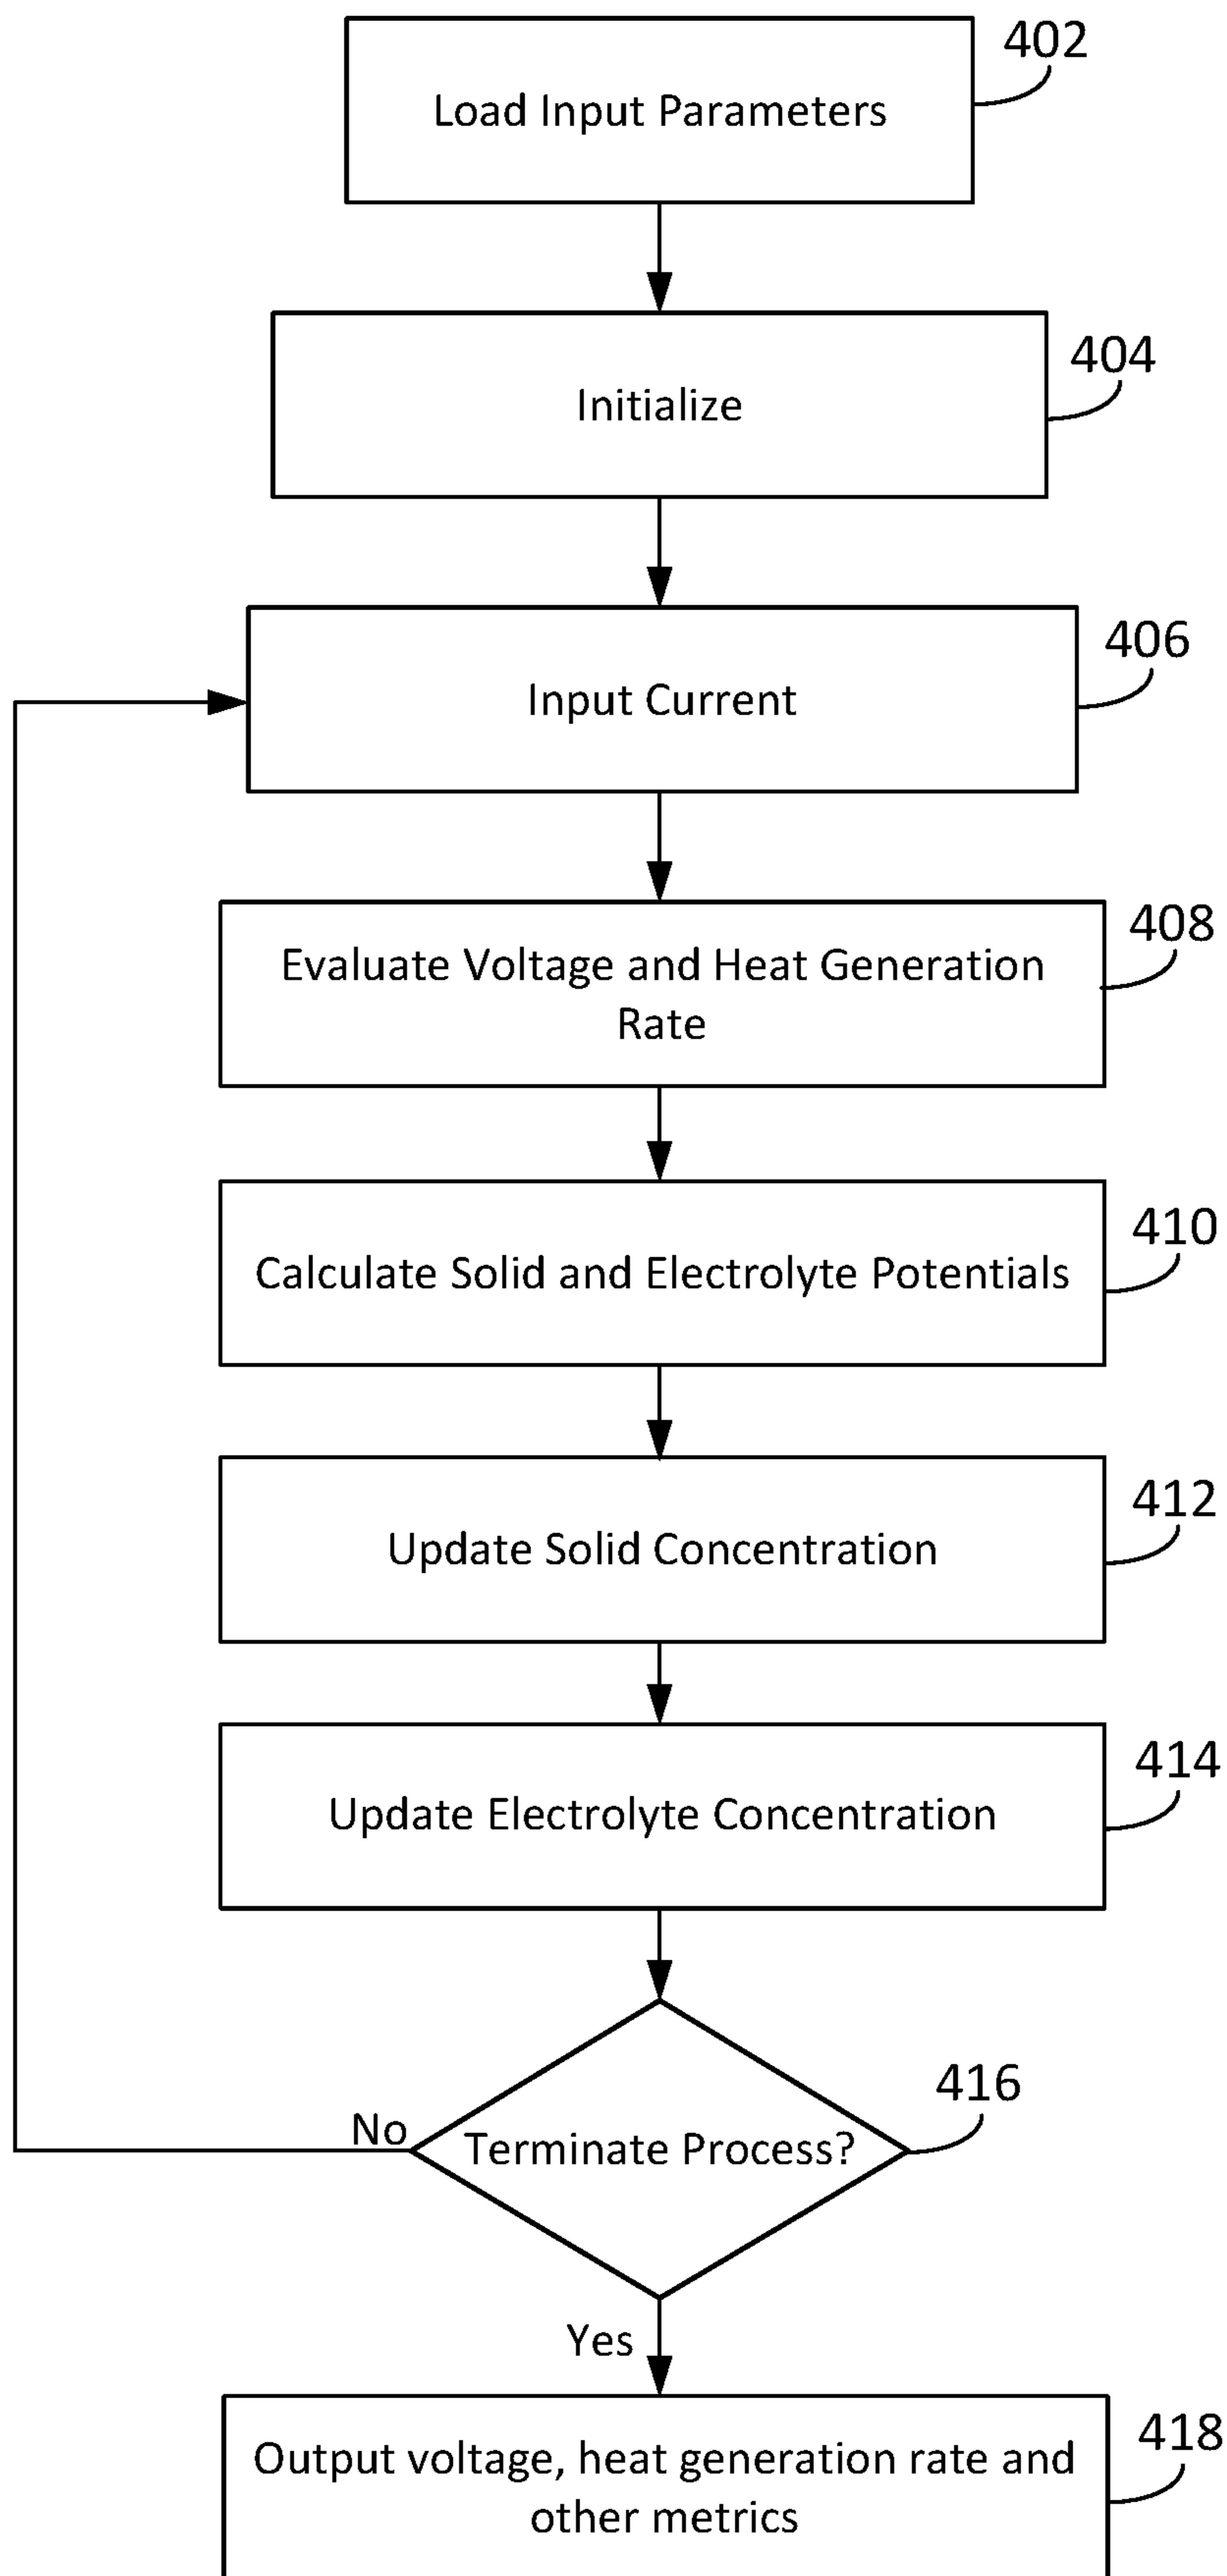 402
Load Input Parameters
404
Initialize
406
Input Current
408
Evaluate Voltage and Heat Generation
Rate
410
Calculate Solid and Electrolyte Potentials
412
Update Solid Concentration
414
Update Electrolyte Concentration
416
No
Terminate Process?
Yes
418
Output voltage, heat generation rate and
other metrics